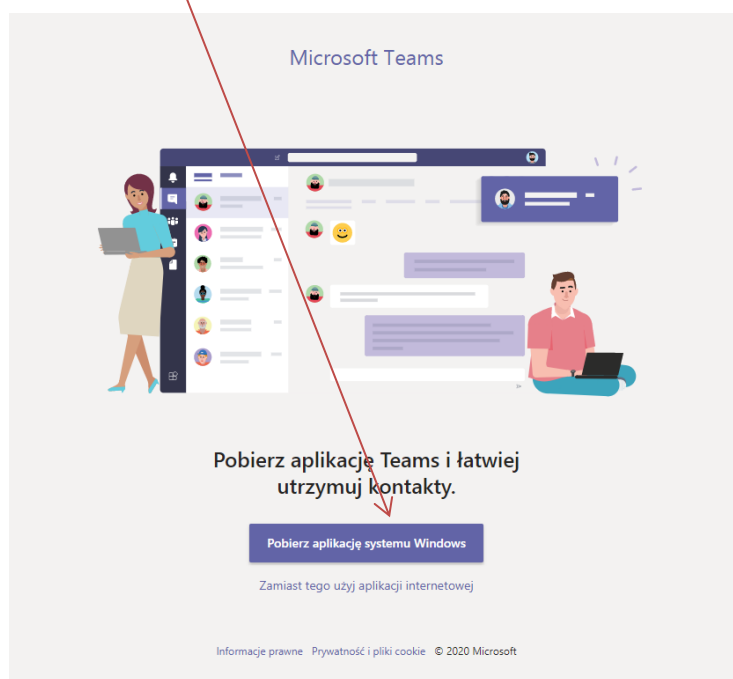 Microsoft Teams
Pobierz aplikację Teams i łatwiej
utrzymuj kontakty.
Pobierz aplikację systemu Windows
Zamiast tego użyj aplikacji internetowej
Informacje prawne Prywatność i pliki cookie © 2020 Microsoft